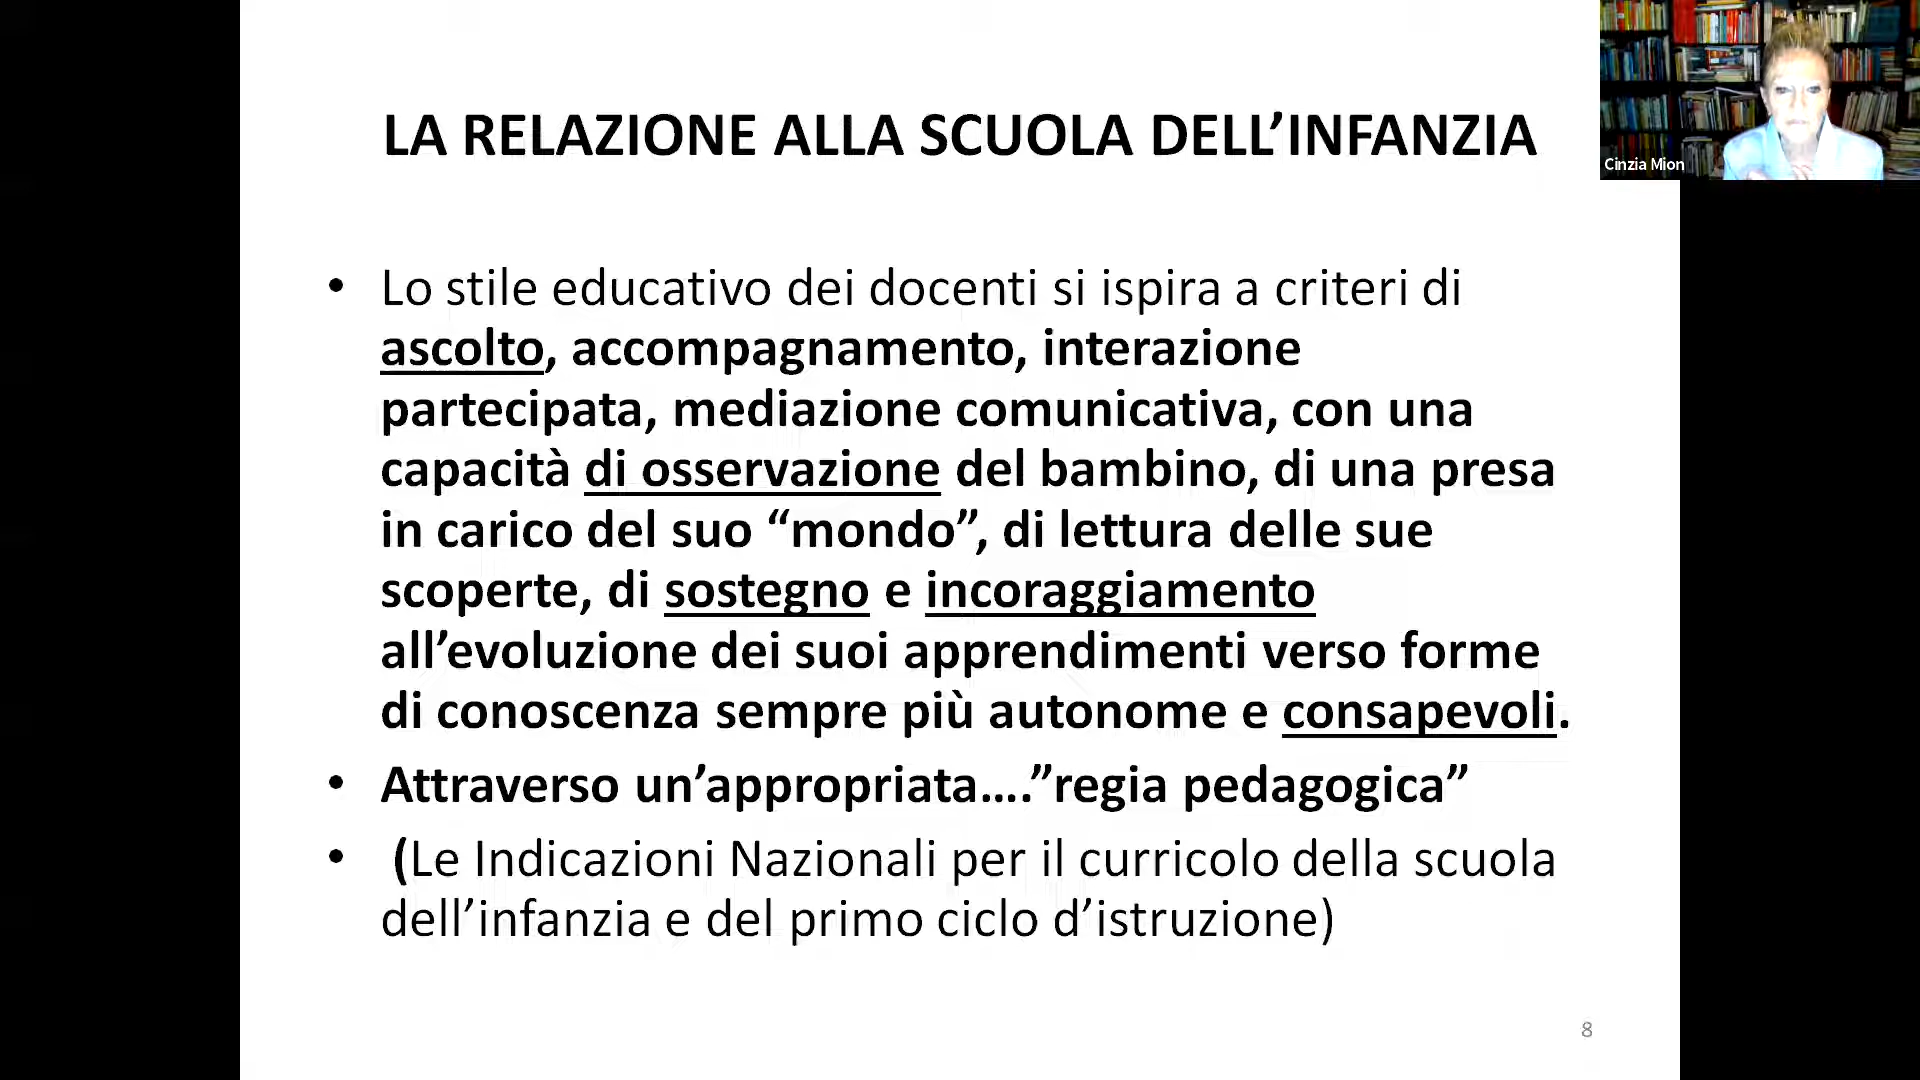 LA RELAZIONE ALLA SCUOLA DELL’INFANZIA
Cinzia Mion
• Lo stile educativo dei docenti si ispira a criteri di
ascolto, accompagnamento, interazione
partecipata, mediazione comunicativa, con una
capacità di osservazione del bambino, di una presa
in carico del suo “mondo”, di lettura delle sue
scoperte, di sostegno e incoraggiamento
all’evoluzione dei suoi apprendimenti verso forme
di conoscenza sempre più autonome e consapevoli.
• Attraverso un’appropriata….”regia pedagogica”
• (Le Indicazioni Nazionali per il curricolo della scuola
dell’infanzia e del primo ciclo d’istruzione)
8